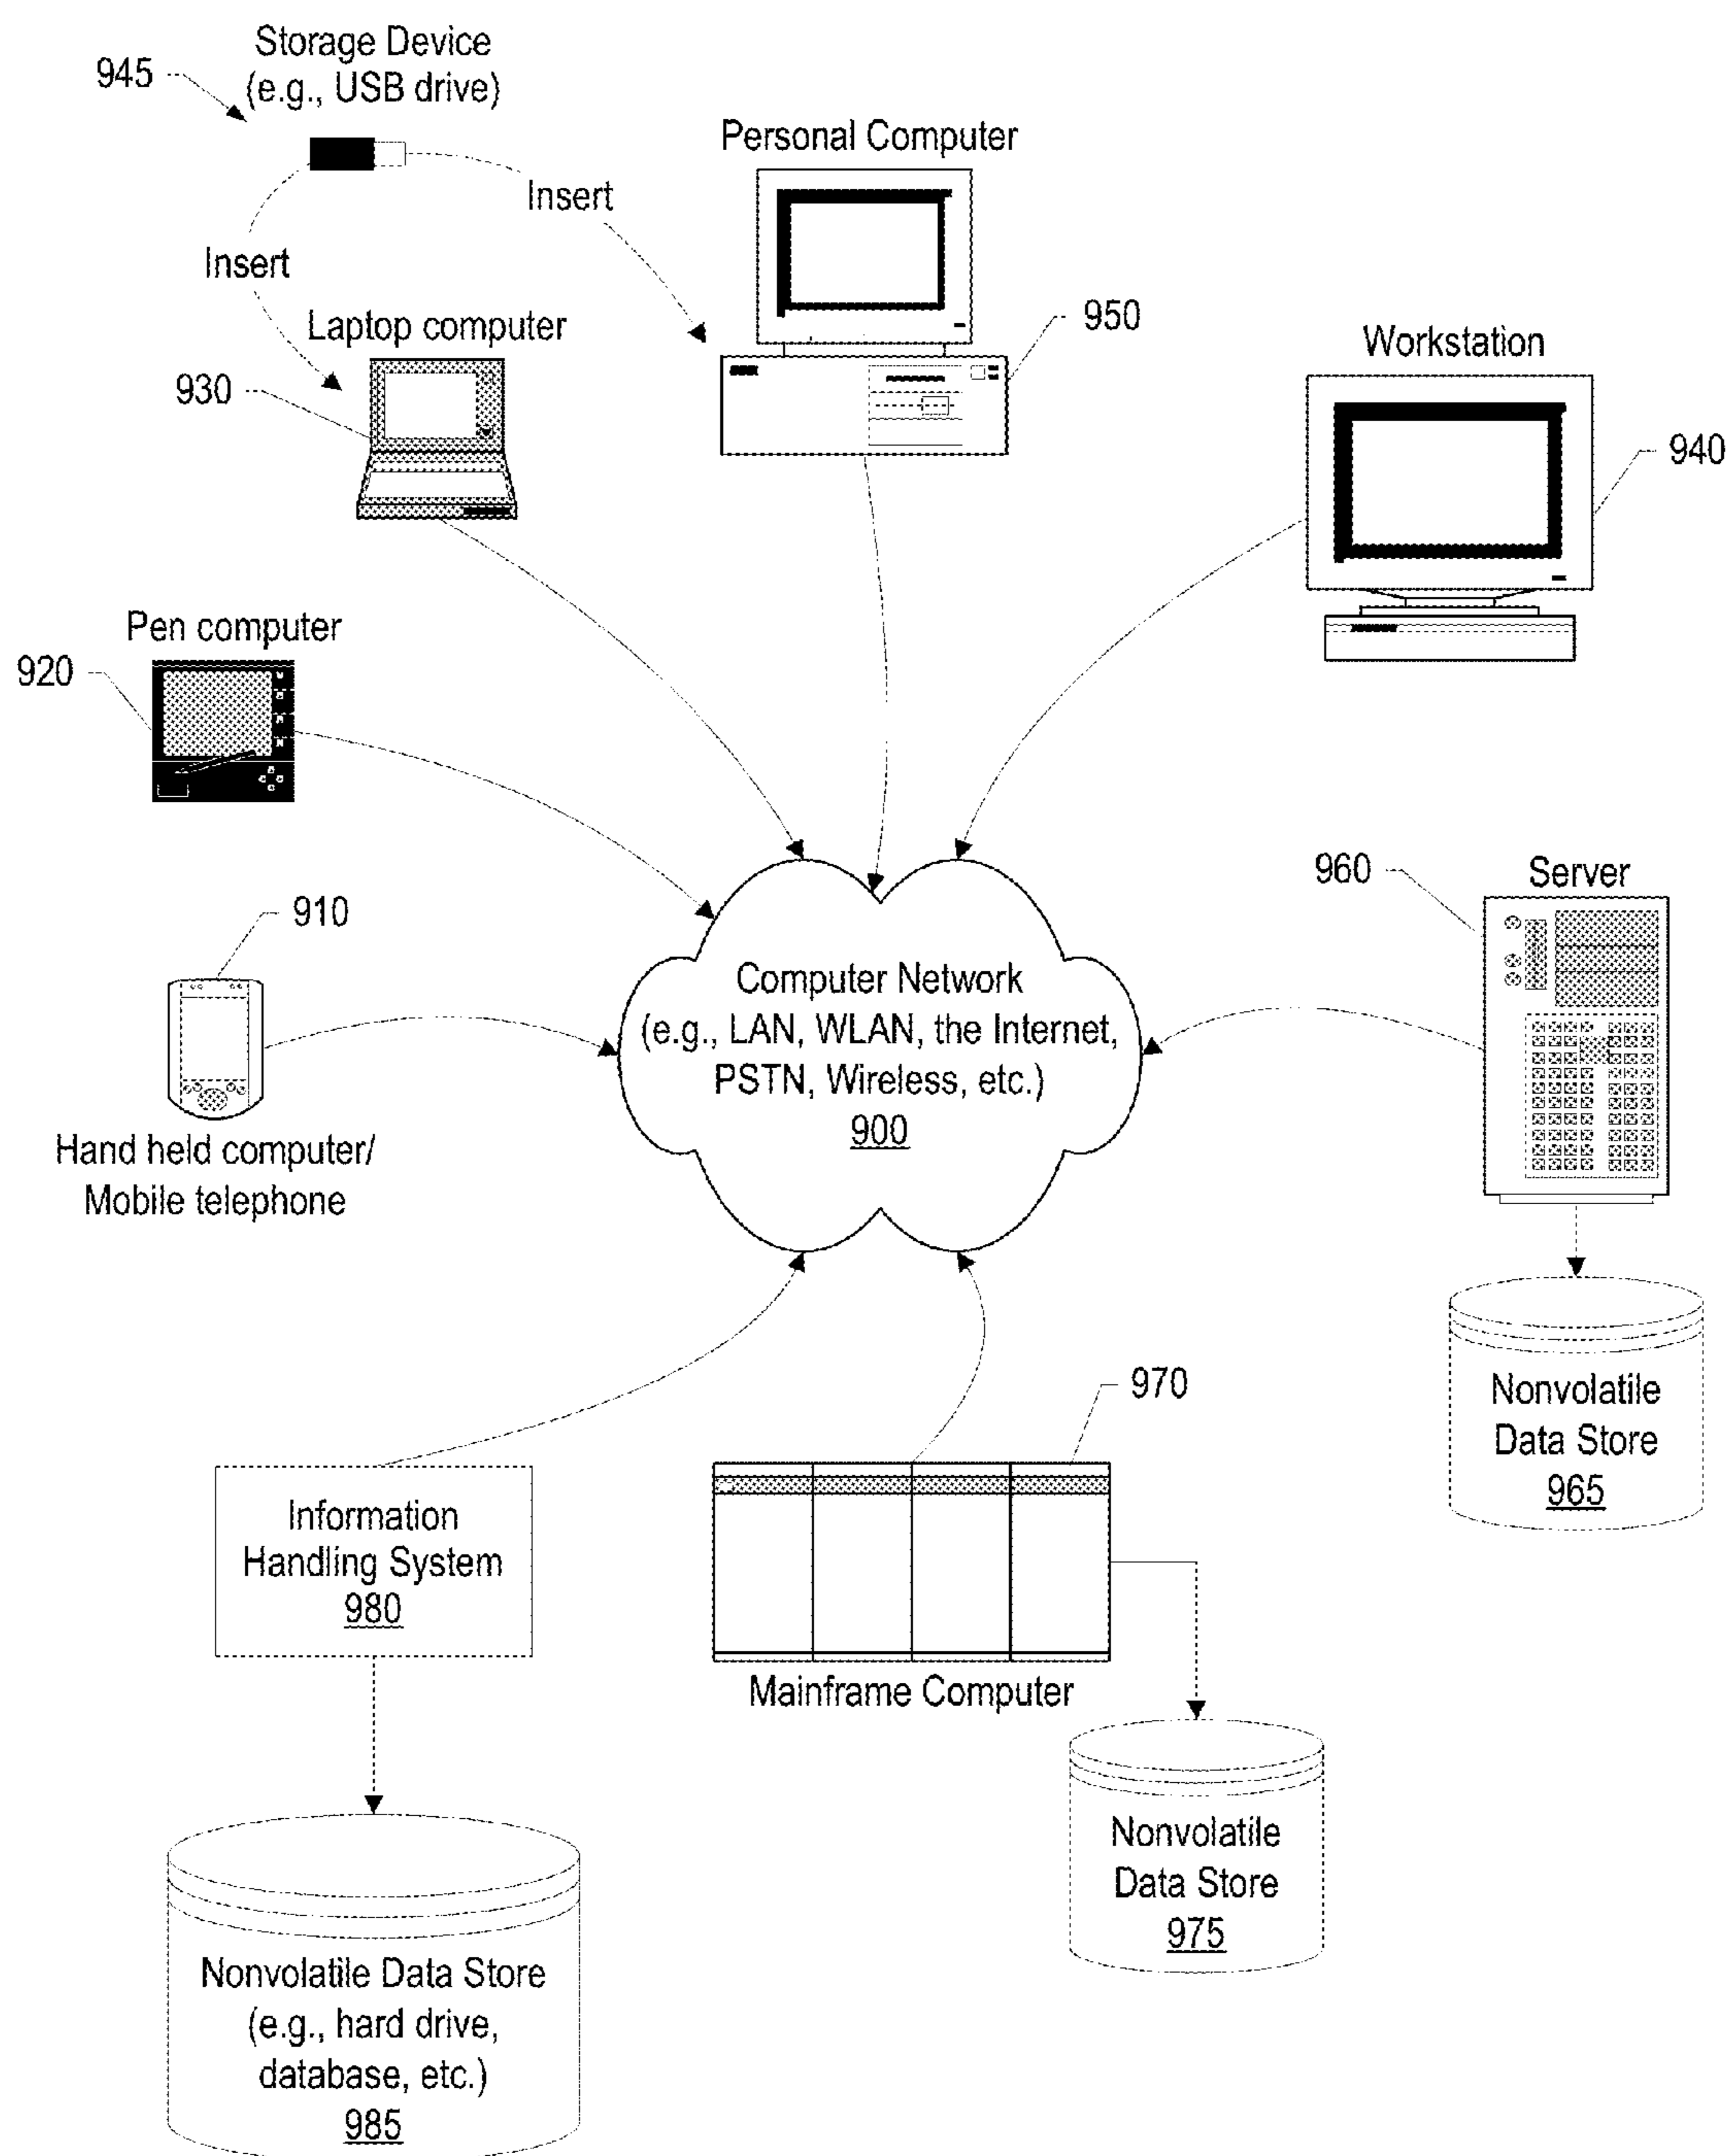 945
Storage Device
(e.g., USB drive)
Insert
Insert
Personal Computer
950
Laptop computer
930
Workstation
940
Pen computer
920
910
Hand held computer/
Mobile telephone
Computer Network
(e.g., LAN, WLAN, the Internet,
PSTN, Wireless, etc.)
900
960
Server
Nonvolatile
Data Store
965
970
Mainframe Computer
Information
Handling System
980
Nonvolatile
Data Store
975
Nonvolatile Data Store
(e.g., hard drive,
database, etc.)
985